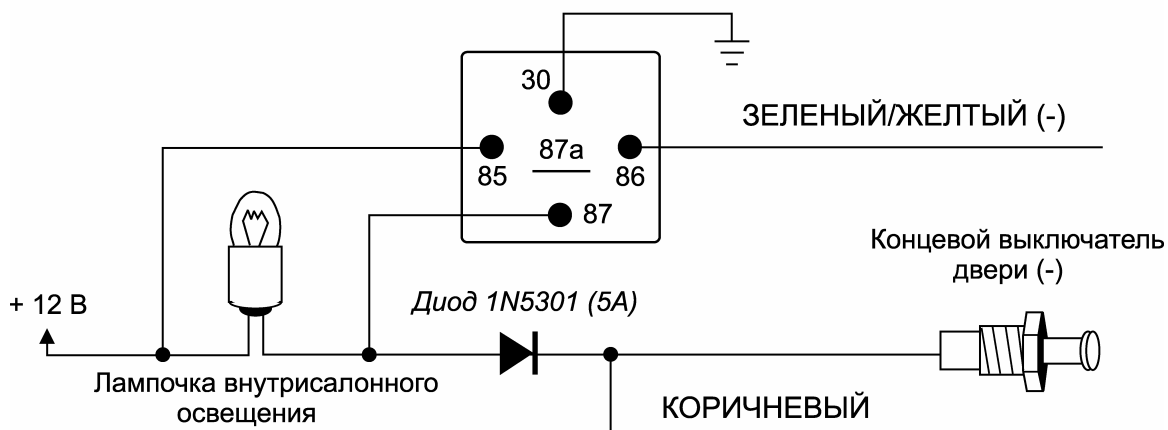 30
ЗЕЛЕНЫЙ/ЖЕЛТЫЙ (-)
87a
85
86
87
Концевой выключатель
двери (-)
+ 12 В
Диод 1N5301 (5А)
Лампочка внутрисалонного
освещения
КОРИЧНЕВЫЙ